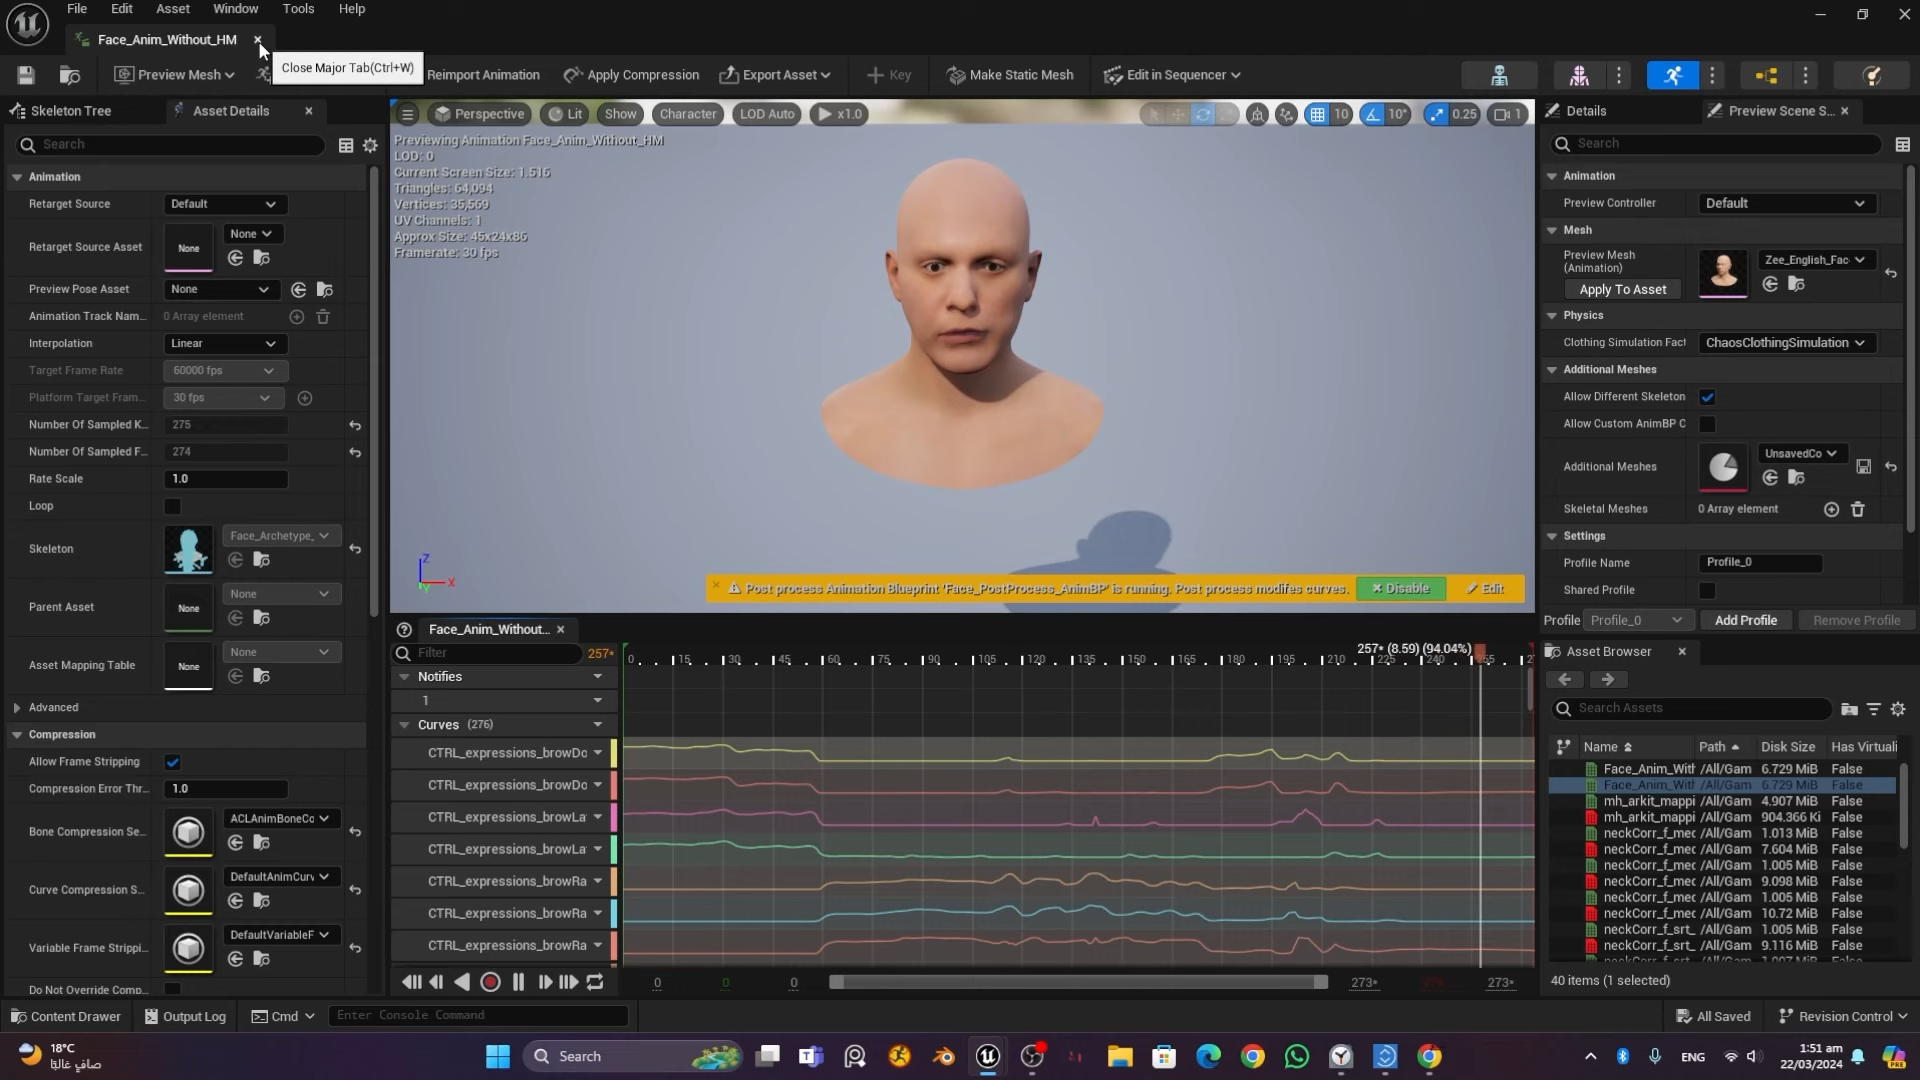 File Edit Asset Window Tools Help
Face_Anim_Without_HM
Close Major Tab(Ctrl+W)
Preview Mesh
Reimport Animation
Apply Compression
Export Asset
Key
Make Static Mesh
Edit in Sequencer
Skeleton Tree
Asset Details
Search
Animation
Retarget Source
Default
Retarget Source Asset
None
None
Preview Pose Asset
None
Animation Track Nam...
0 Array element
Interpolation
Linear
Target Frame Rate
60000 fps
Platform Target Fram...
30 fps
Number Of Sampled K...
275
Number Of Sampled F...
274
Rate Scale
1.0
Loop
Skeleton
Face_Archetype_
Parent Asset
None
None
Asset Mapping Table
None
None
Advanced
Compression
Allow Frame Stripping
Compression Error Thr...
1.0
Bone Compression Se...
ACLAnimBoneCo
Curve Compression S...
DefaultAnimCurv
Variable Frame Strippi...
DefaultVariableF
Do Not Override Comp...
Perspective
Lit
Show
Character
LOD Auto
x1.0
10
10°
0.25
1
Previewing Animation Face_Anim_Without_HM
LOD: 0
Current Screen Size: 1.516
Triangles: 64,094
Vertices: 35,569
UV Channels: 1
Approx Size: 45x24x86
Framerate: 30 fps
Z
X
Y
Post process Animation Blueprint 'Face_PostProcess_AnimBP' is running. Post process modifes curves.
Disable
Edit
Face_Anim_Without...
Filter
257*
257* (8.59) (94.04%)
0 15 30 45 60 75 90 105 120 135 150 165 180 195 210 225 240
Notifies
1
Curves (276)
CTRL_expressions_browDo
CTRL_expressions_browDo
CTRL_expressions_browLa
CTRL_expressions_browLa
CTRL_expressions_browRa
CTRL_expressions_browRa
CTRL_expressions_browRa
0
0
0
273*
273*
Details
Preview Scene S...
Search
Animation
Preview Controller
Default
Mesh
Preview Mesh
(Animation)
Apply To Asset
Zee_English_Fac
Physics
Clothing Simulation Fact
ChaosClothingSimulation
Additional Meshes
Allow Different Skeleton
Allow Custom AnimBP C
Additional Meshes
UnsavedCo
Skeletal Meshes
0 Array element
Settings
Profile Name
Profile_0
Shared Profile
Profile
Profile_0
Add Profile
Remove Profile
Asset Browser
Search Assets
Name Path Disk Size Has Virtuali
Face_Anim_With /All/Gam 6.729 MiB False
Face_Anim_With /All/Gam 6.729 MiB False
mh_arkit_mappi /All/Gam 4.907 MiB False
mh_arkit_mappi /All/Gam 904.366 Ki False
neckCorr_f_mec /All/Gam 1.013 MiB False
neckCorr_f_mec /All/Gam 7.604 MiB False
neckCorr_f_mec /All/Gam 1.005 MiB False
neckCorr_f_mec /All/Gam 9.098 MiB False
neckCorr_f_mec /All/Gam 1.005 MiB False
neckCorr_f_mec /All/Gam 10.72 MiB False
neckCorr_f_srt_ /All/Gam 1.005 MiB False
neckCorr_f_srt_ /All/Gam 9.116 MiB False
40 items (1 selected)
Content Drawer
Output Log
Cmd
Enter Console Command
All Saved
Revision Control
18°C
صافٍ غالبًا
Search
ENG
1:51 am
22/03/2024
PRE